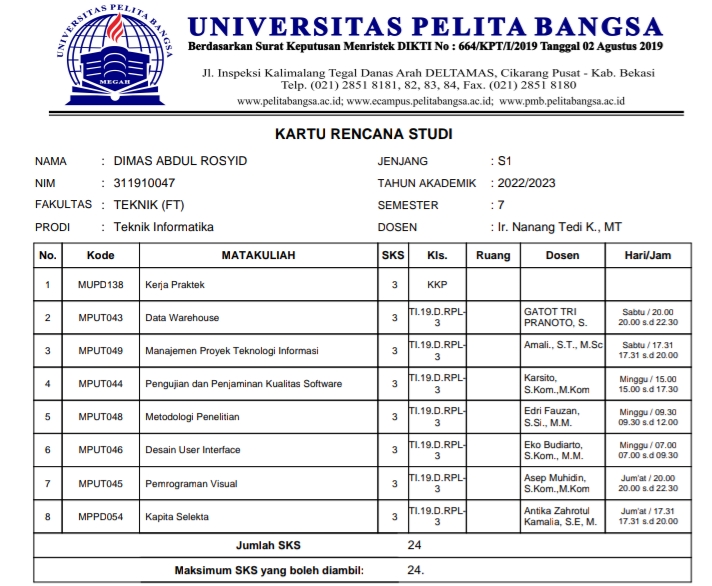 UNIVERSITAS PELITA BANGSA
MEGAH
UNIVERSITAS PELITA BANGSA
Berdasarkan Surat Keputusan Menristek DIKTI No : 664/KPT/I/2019 Tanggal 02 Agustus 2019
Jl. Inspeksi Kalimalang Tegal Danas Arah DELTAMAS, Cikarang Pusat - Kab. Bekasi
Telp. (021) 2851 8181, 82, 83, 84, Fax. (021) 2851 8180
www.pelitabangsa.ac.id; www.ecampus.pelitabangsa.ac.id; www.pmb.pelitabangsa.ac.id
KARTU RENCANA STUDI
NAMA : DIMAS ABDUL ROSYID JENJANG : S1
NIM : 311910047 TAHUN AKADEMIK : 2022/2023
FAKULTAS : TEKNIK (FT) SEMESTER : 7
PRODI : Teknik Informatika DOSEN : Ir. Nanang Tedi K., MT
No. Kode MATAKULIAH SKS Kls. Ruang Dosen Hari/Jam
1 MUPD138 Kerja Praktek 3 KKP
2 MPUT043 Data Warehouse 3 TI.19.D.RPL-3 GATOT TRI PRANOTO, S. Sabtu / 20.00 20.00 s.d 22.30
3 MPUT049 Manajemen Proyek Teknologi Informasi 3 TI.19.D.RPL-3 Amali., S.T., M.Sc Sabtu / 17.31 17.31 s.d 20.00
4 MPUT044 Pengujian dan Penjaminan Kualitas Software 3 TI.19.D.RPL-3 Karsito, S.Kom.,M.Kom Minggu / 15.00 15.00 s.d 17.30
5 MPUT048 Metodologi Penelitian 3 TI.19.D.RPL-3 Edri Fauzan, S.Si., M.M. Minggu / 09.30 09.30 s.d 12.00
6 MPUT046 Desain User Interface 3 TI.19.D.RPL-3 Eko Budiarto, S.Kom., M.M. Minggu / 07.00 07.00 s.d 09.30
7 MPUT045 Pemrograman Visual 3 TI.19.D.RPL-3 Asep Muhidin, S.Kom.,M.Kom Jum'at / 20.00 20.00 s.d 22.30
8 MPPD054 Kapita Selekta 3 TI.19.D.RPL-3 Antika Zahrotul Kamalia, S.E, M. Jum'at / 17.31 17.31 s.d 20.00
Jumlah SKS 24
Maksimum SKS yang boleh diambil: 24.